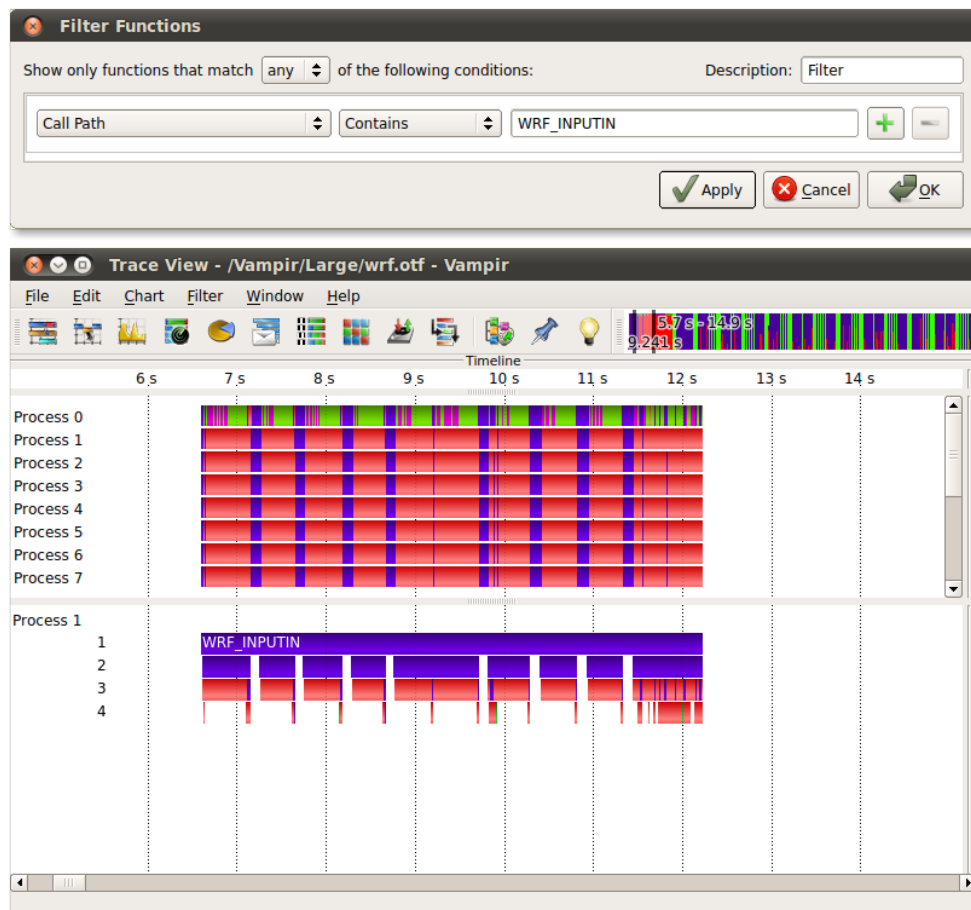 Filter Functions
Show only functions that match any of the following conditions: Description: Filter
Call Path Contains WRF_INPUTIN
Apply Cancel OK
Trace View - /Vampir/Large/wrf.otf - Vampir
File Edit Chart Filter Window Help
5.7 s - 14.9 s
9.241 s
Timeline
6 s 7 s 8 s 9 s 10 s 11 s 12 s 13 s 14 s
Process 0
Process 1
Process 2
Process 3
Process 4
Process 5
Process 6
Process 7
Process 1
1 WRF_INPUTIN
2
3
4